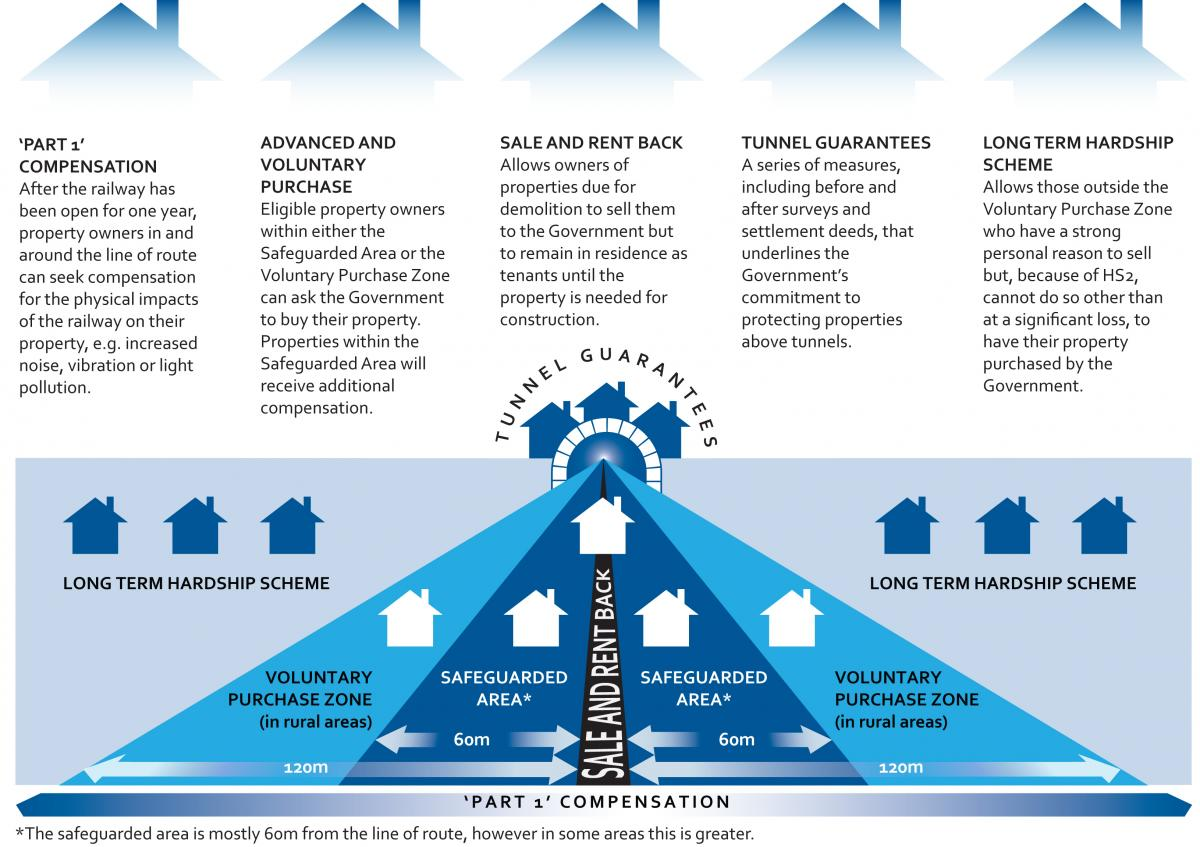 ‘PART 1’
COMPENSATION
After the railway has
been open for one year,
property owners in and
around the line of route
can seek compensation
for the physical impacts
of the railway on their
property, e.g. increased
noise, vibration or light
pollution.
ADVANCED AND
VOLUNTARY
PURCHASE
Eligible property owners
within either the
Safeguarded Area or the
Voluntary Purchase Zone
can ask the Government
to buy their property.
Properties within the
Safeguarded Area will
receive additional
compensation.
SALE AND RENT BACK
Allows owners of
properties due for
demolition to sell them
to the Government but
to remain in residence as
tenants until the
property is needed for
construction.
TUNNEL GUARANTEES
A series of measures,
including before and
after surveys and
settlement deeds, that
underlines the
Government’s
commitment to
protecting properties
above tunnels.
LONG TERM HARDSHIP
SCHEME
Allows those outside the
Voluntary Purchase Zone
who have a strong
personal reason to sell
but, because of HS2,
cannot do so other than
at a significant loss, to
have their property
purchased by the
Government.
TUNNEL GUARANTEES
LONG TERM HARDSHIP SCHEME
LONG TERM HARDSHIP SCHEME
VOLUNTARY
PURCHASE ZONE
(in rural areas)
SAFEGUARDED
AREA*
SALE AND RENT BACK
SAFEGUARDED
AREA*
VOLUNTARY
PURCHASE ZONE
(in rural areas)
60m
60m
120m
120m
‘PART 1’ COMPENSATION
*The safeguarded area is mostly 60m from the line of route, however in some areas this is greater.